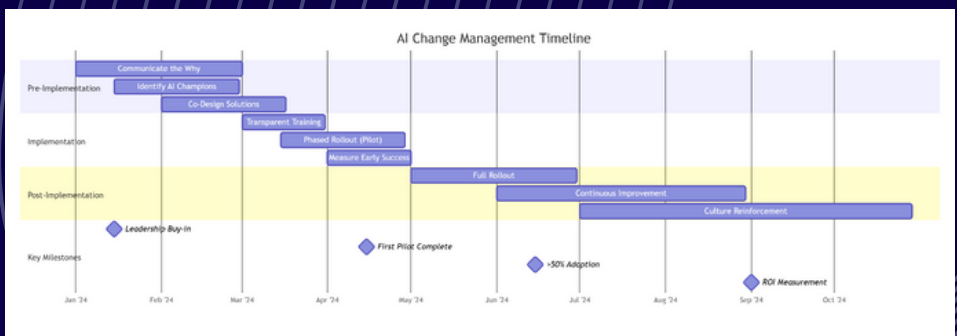 AI Change Management Timeline
Communicate the Why
Identify AI Champions
Pre-Implementation
Co-Design Solutions
Transparent Training
Phased Rollout (Pilot)
Implementation
Measure Early Success
Full Rollout
Continuous Improvement
Post-Implementation
Culture Reinforcement
Leadership Buy-in
First Pilot Complete
Key Milestones
>50% Adoption
ROI Measurement
Jan '24 Feb '24 Mar '24 Apr '24 May '24 Jun '24 Jul '24 Aug '24 Sep '24 Oct '24